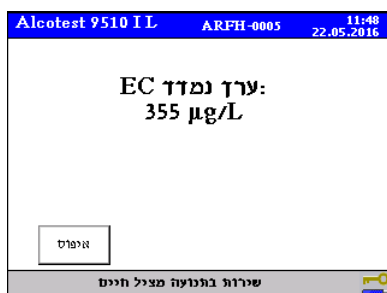 Alcotest 9510 I L ARFH-0005 11:48
22.05.2016
ערך נמדד EC:
355 µg/L
איפוס
שירות בתנועה מציל חיים